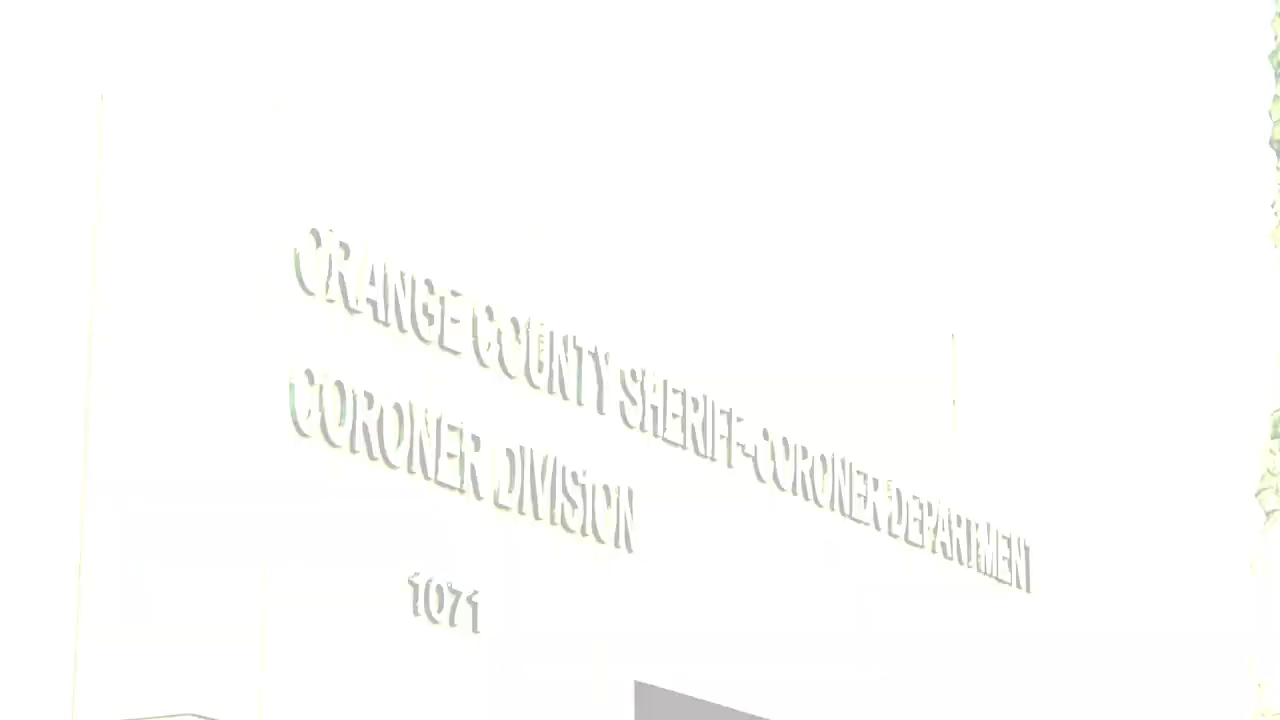 ORANGE COUNTY SHERIFF-CORONER DEPARTMENT
CORONER DIVISION
1071